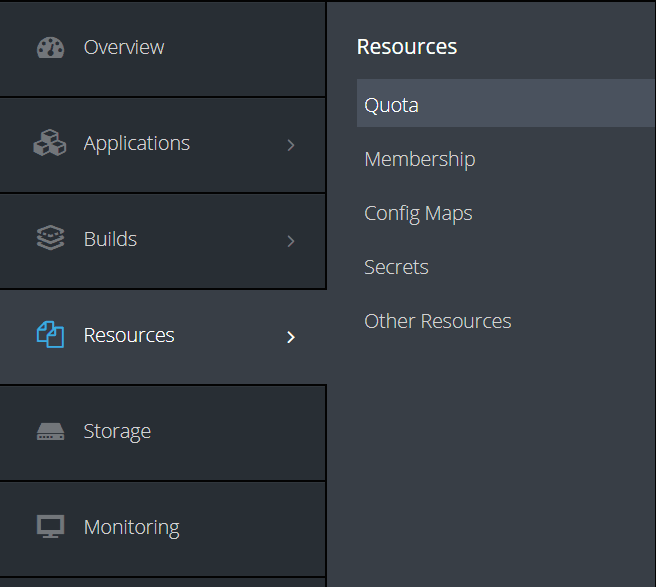 Overview
Applications
Builds
Resources
Storage
Monitoring
Resources
Quota
Membership
Config Maps
Secrets
Other Resources